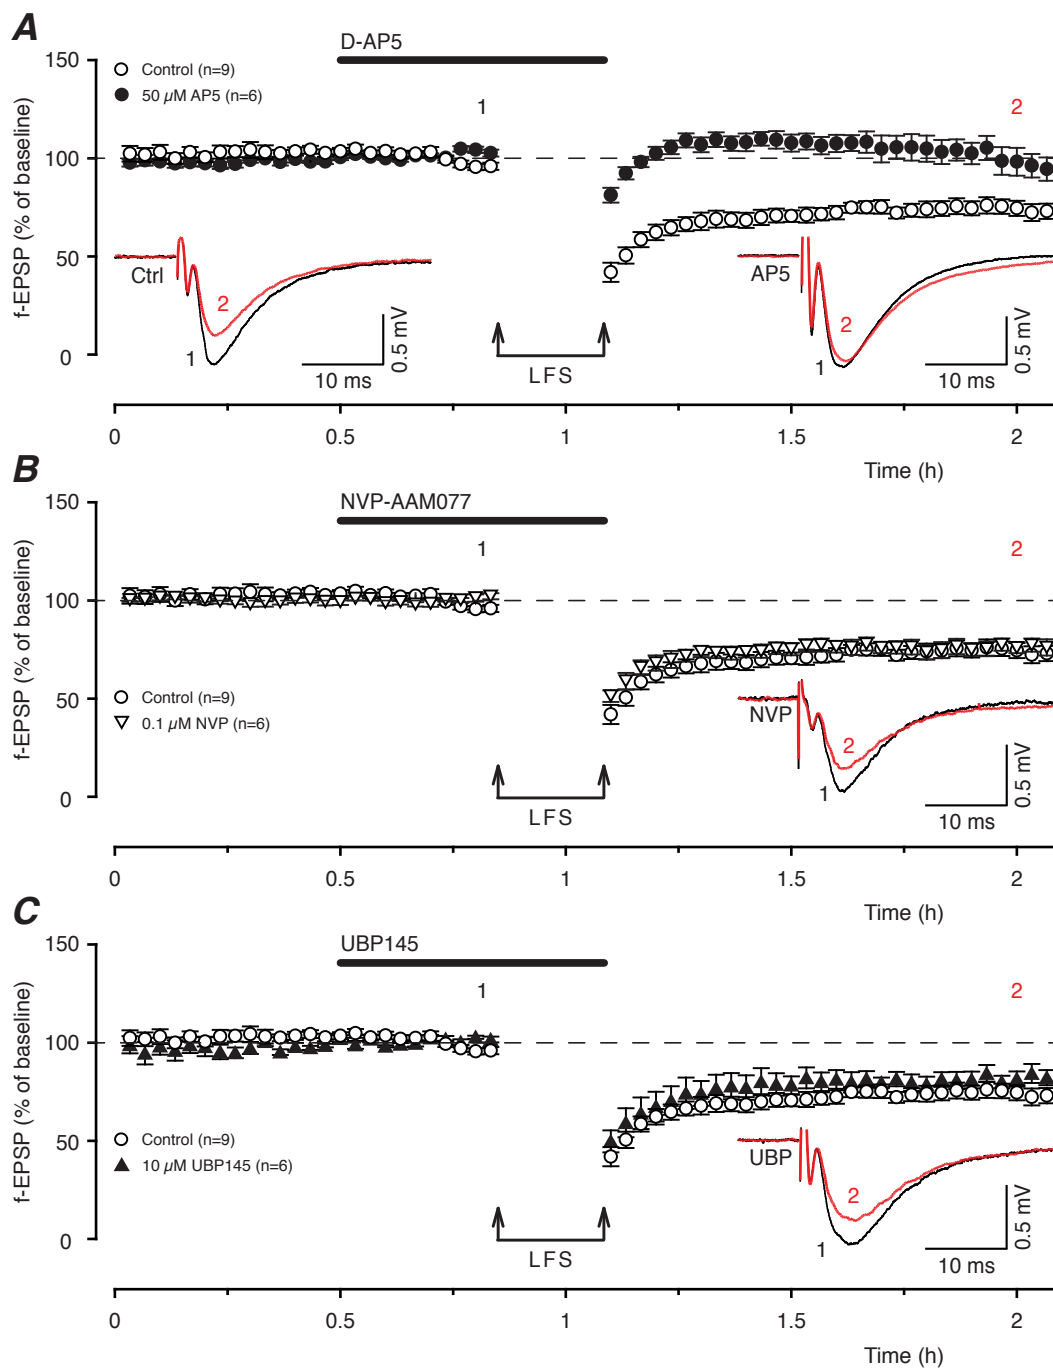 A
D-AP5
150
Control (n=9)
50 µM AP5 (n=6)
1
2
100
f-EPSP (% of baseline)
50
Ctrl
2
1
0.5 mV
10 ms
AP5
2
1
0.5 mV
10 ms
0
LFS
0 0.5 1 1.5 2
Time (h)
B
NVP-AAM077
150
1
2
100
f-EPSP (% of baseline)
50
Control (n=9)
0.1 µM NVP (n=6)
NVP
2
1
0.5 mV
10 ms
0
LFS
0 0.5 1 1.5 2
Time (h)
C
UBP145
150
1
2
100
f-EPSP (% of baseline)
50
Control (n=9)
10 µM UBP145 (n=6)
UBP
2
1
0.5 mV
10 ms
0
LFS
0 0.5 1 1.5 2
Time (h)